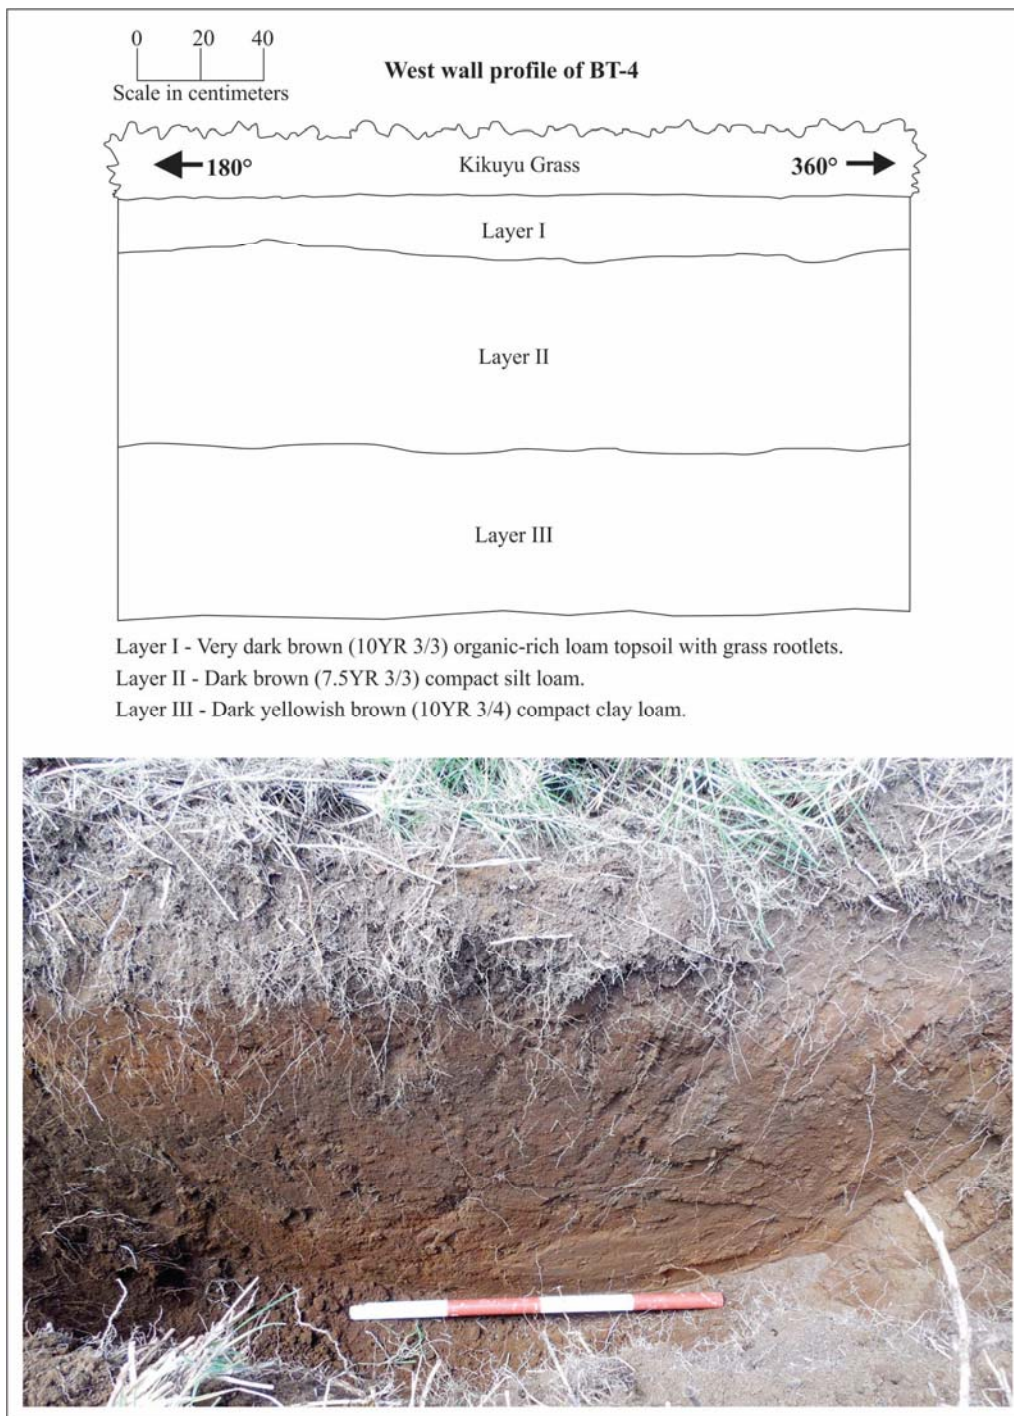 0 20 40
Scale in centimeters
West wall profile of BT-4
180° Kikuyu Grass 360°
Layer I
Layer II
Layer III
Layer I - Very dark brown (10YR 3/3) organic-rich loam topsoil with grass rootlets.
Layer II - Dark brown (7.5YR 3/3) compact silt loam.
Layer III - Dark yellowish brown (10YR 3/4) compact clay loam.